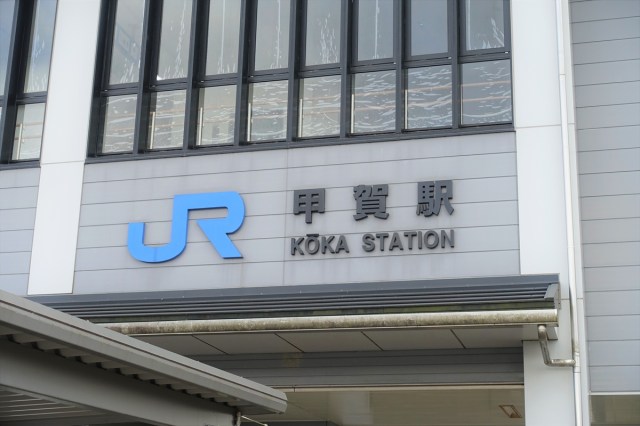 JR 甲賀駅
KŌKA STATION